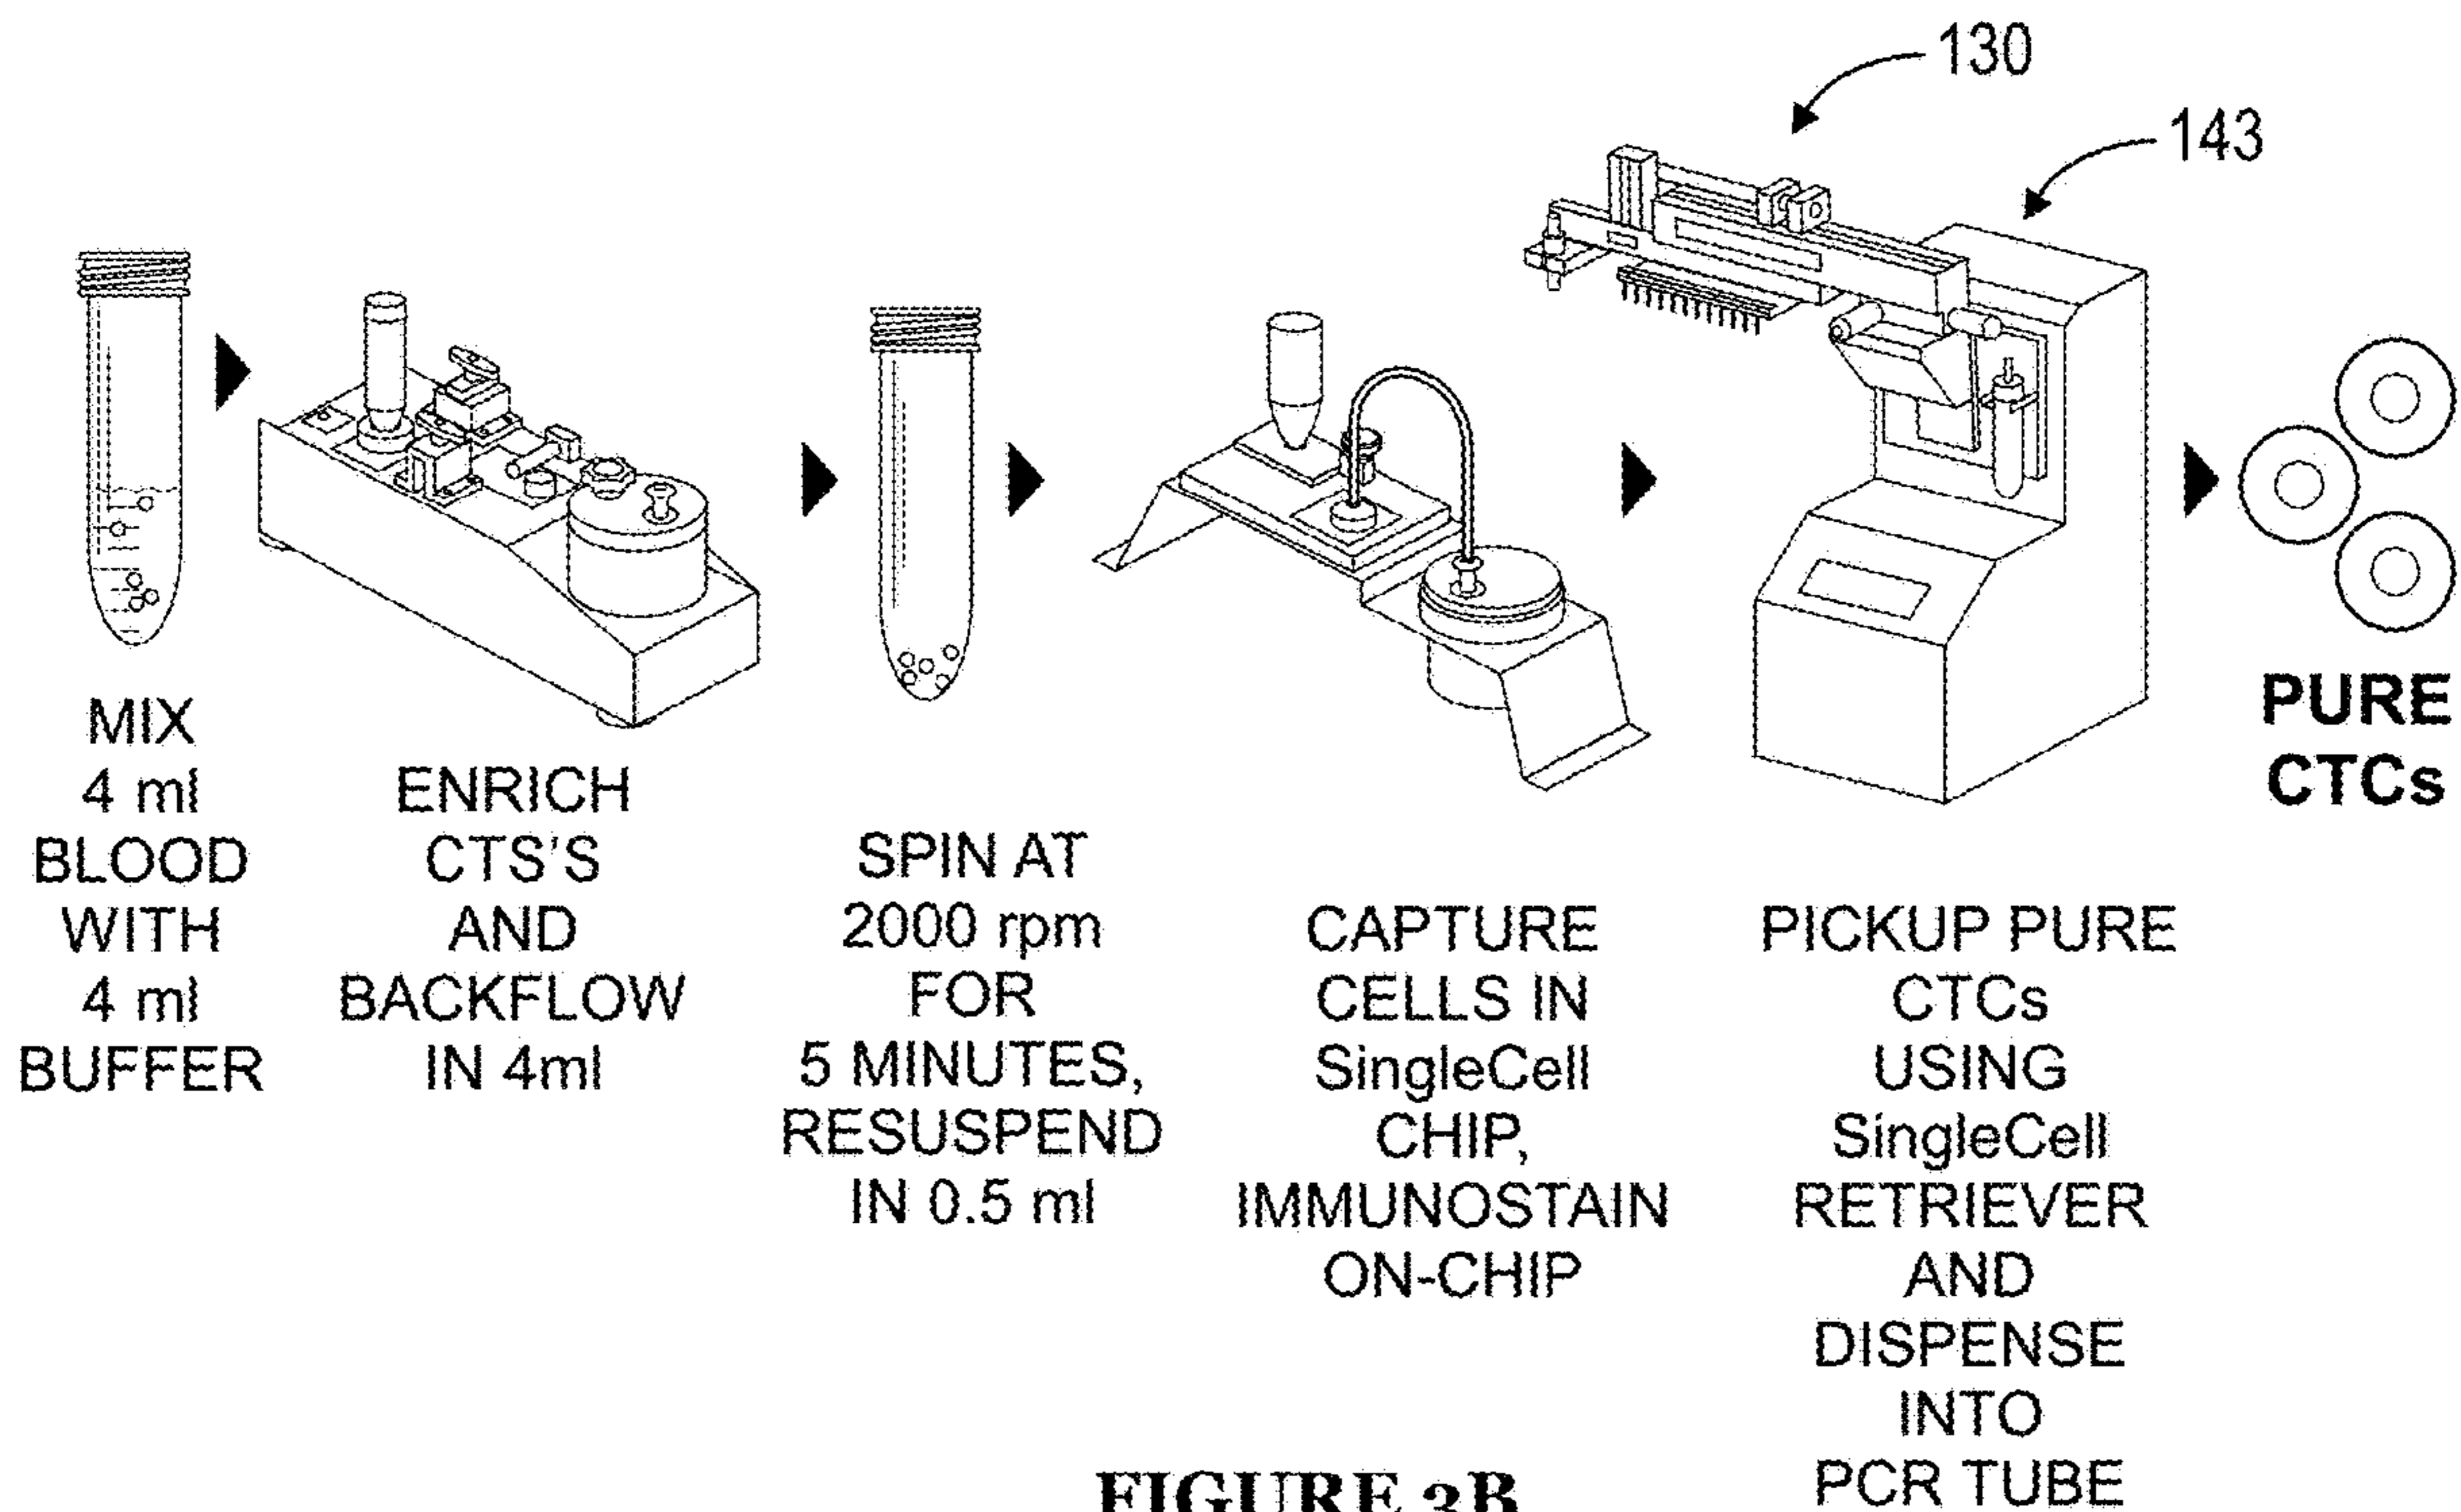 130
143
MIX
4 ml
BLOOD
WITH
4 ml
BUFFER
ENRICH
CTS'S
AND
BACKFLOW
IN 4ml
SPIN AT
2000 rpm
FOR
5 MINUTES,
RESUSPEND
IN 0.5 ml
CAPTURE
CELLS IN
SingleCell
CHIP,
IMMUNOSTAIN
ON-CHIP
PICKUP PURE
CTCs
USING
SingleCell
RETRIEVER
AND
DISPENSE
INTO
PCR TUBE
PURE
CTCs
FIGURE 3B